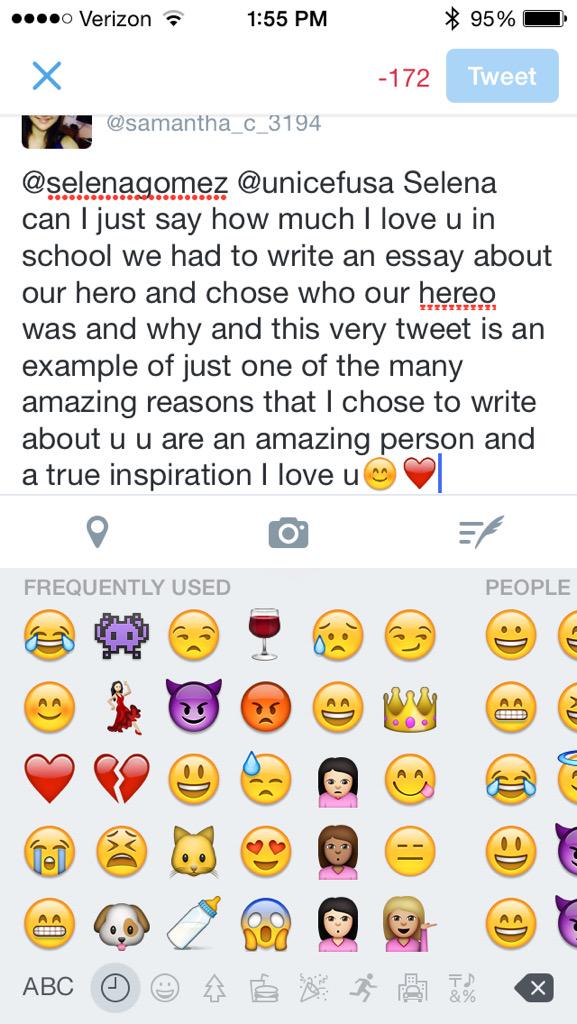 Verizon 1:55 PM 95%
-172 Tweet
@samantha_c_3194
@selenagomez @unicefusa Selena
can I just say how much I love u in
school we had to write an essay about
our hero and chose who our hereo
was and why and this very tweet is an
example of just one of the many
amazing reasons that I chose to write
about u u are an amazing person and
a true inspiration I love u😊 ❤️
FREQUENTLY USED PEOPLE
ABC